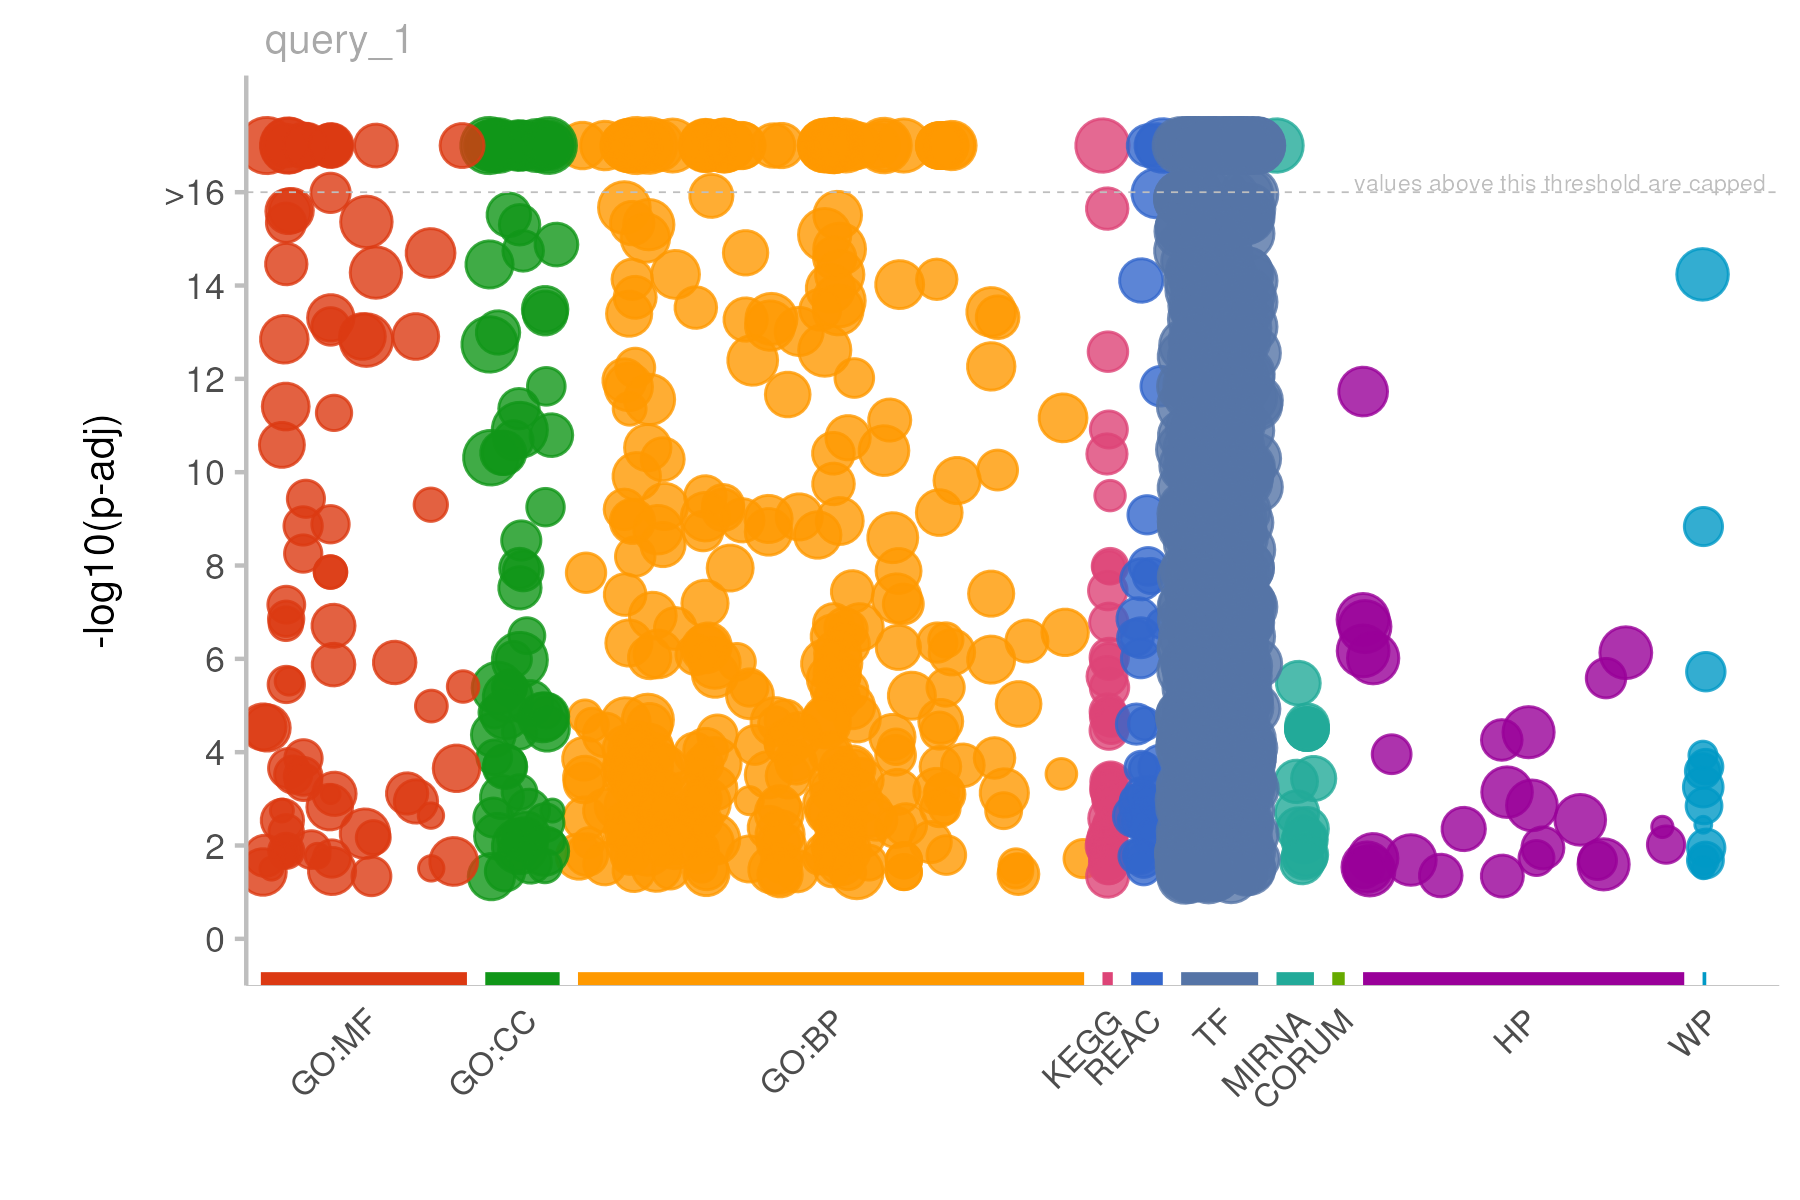 query_1
values above this threshold are capped
>16
14
12
10
8
6
4
2
0
-log10(p-adj)
GO:MF
GO:CC
GO:BP
KEGG
REAC
TF
MIRNA
CORUM
HP
WP